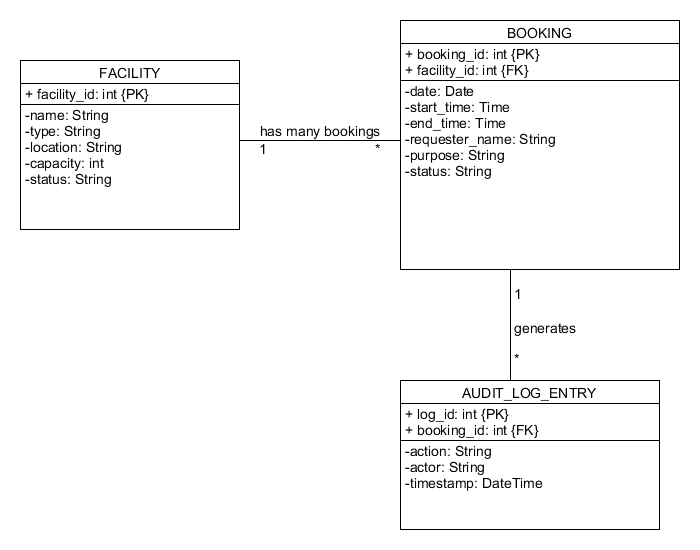 FACILITY
+ facility_id: int {PK}
-name: String
-type: String
-location: String
-capacity: int
-status: String
has many bookings
1
*
BOOKING
+ booking_id: int {PK}
+ facility_id: int {FK}
-date: Date
-start_time: Time
-end_time: Time
-requester_name: String
-purpose: String
-status: String
1
generates
*
AUDIT_LOG_ENTRY
+ log_id: int {PK}
+ booking_id: int {FK}
-action: String
-actor: String
-timestamp: DateTime